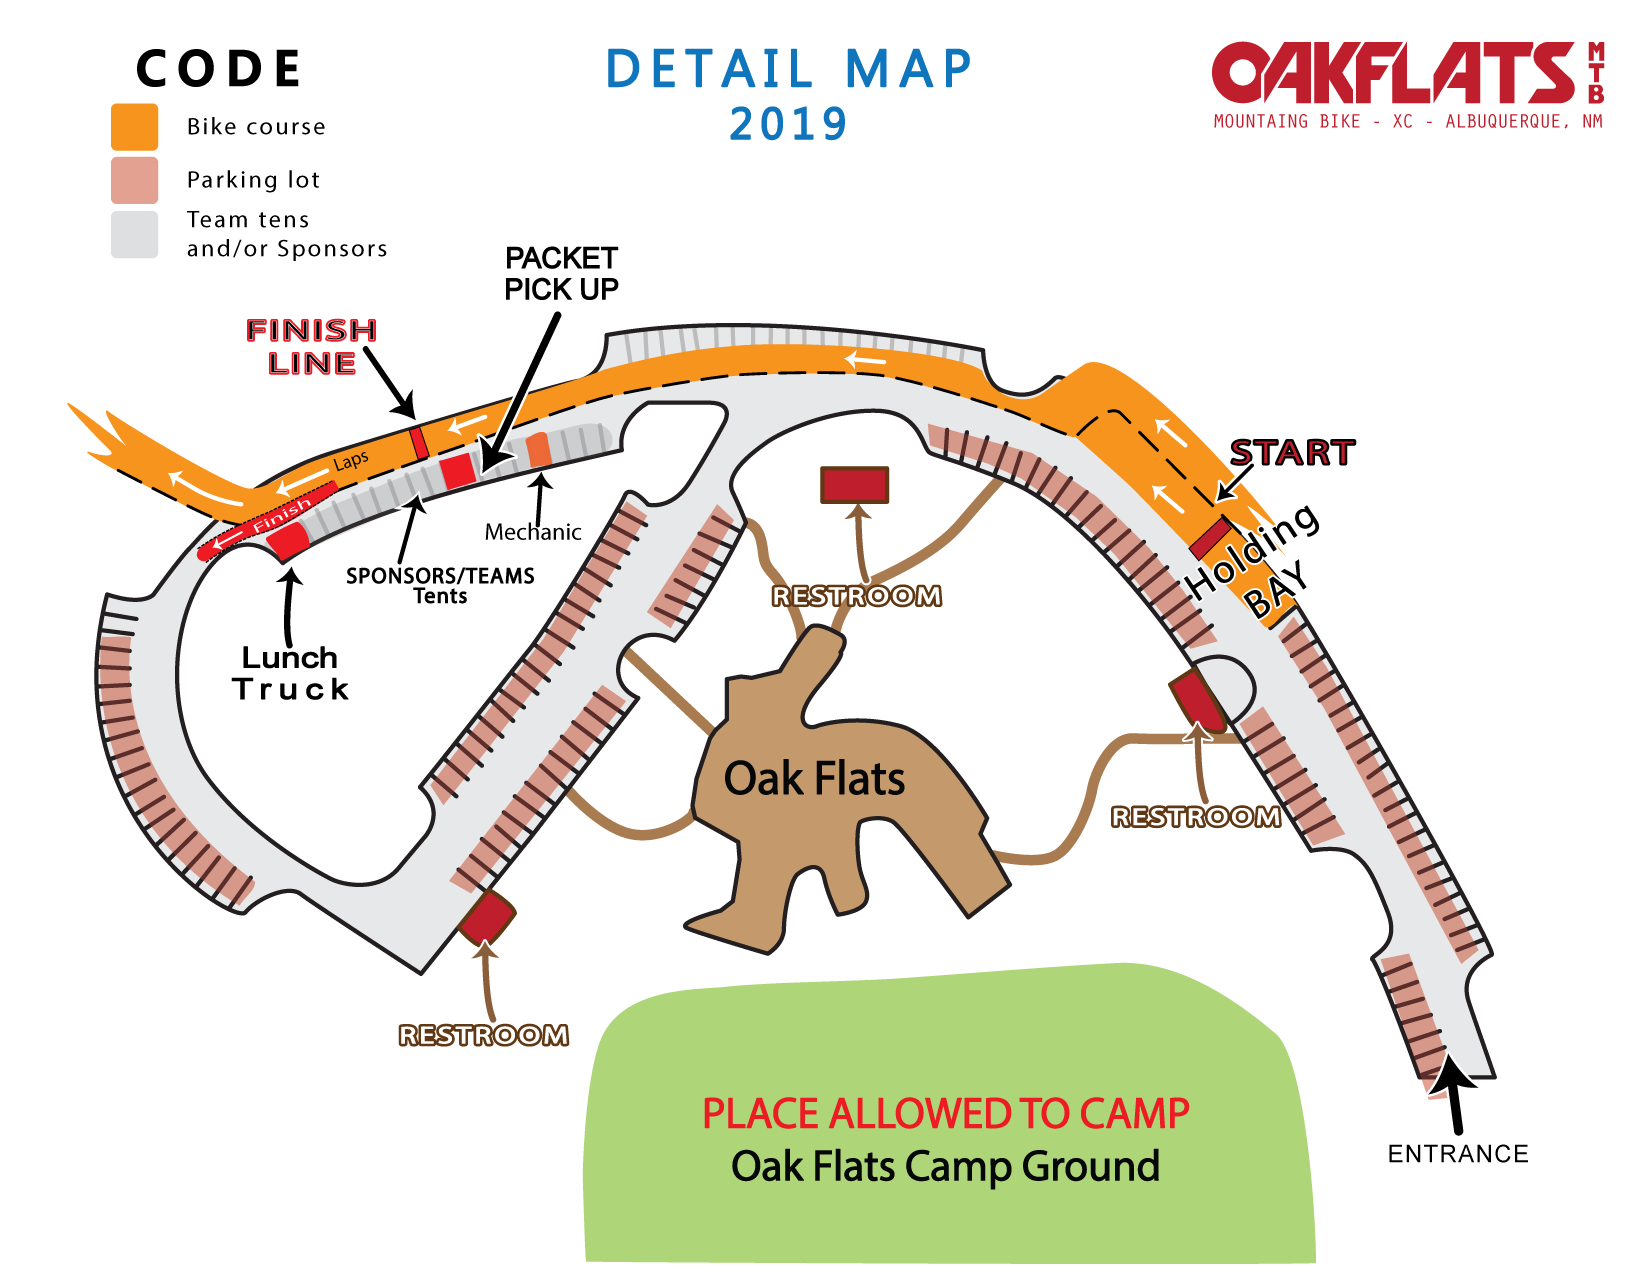 CODE
Bike course
Parking lot
Team tens
and/or Sponsors
DETAIL MAP
2019
OAKFLATS MTB
MOUNTAING BIKE - XC - ALBUQUERQUE, NM
PACKET
PICK UP
FINISH
LINE
Laps
Finish
Mechanic
SPONSORS/TEAMS
Tents
Lunch
Truck
RESTROOM
START
Holding
BAY
Oak Flats
RESTROOM
RESTROOM
PLACE ALLOWED TO CAMP
Oak Flats Camp Ground
ENTRANCE